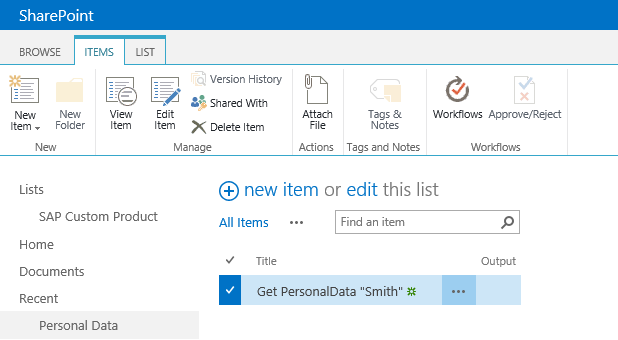 SharePoint
BROWSE ITEMS LIST
New Item
New Folder
View Item
Edit Item
Version History
Shared With
Delete Item
Attach File
Tags & Notes
Workflows
Approve/Reject
New
Manage
Actions
Tags and Notes
Workflows
Lists
SAP Custom Product
Home
Documents
Recent
Personal Data
new item or edit this list
All Items ••• Find an item
Title Output
Get PersonalData "Smith" •••